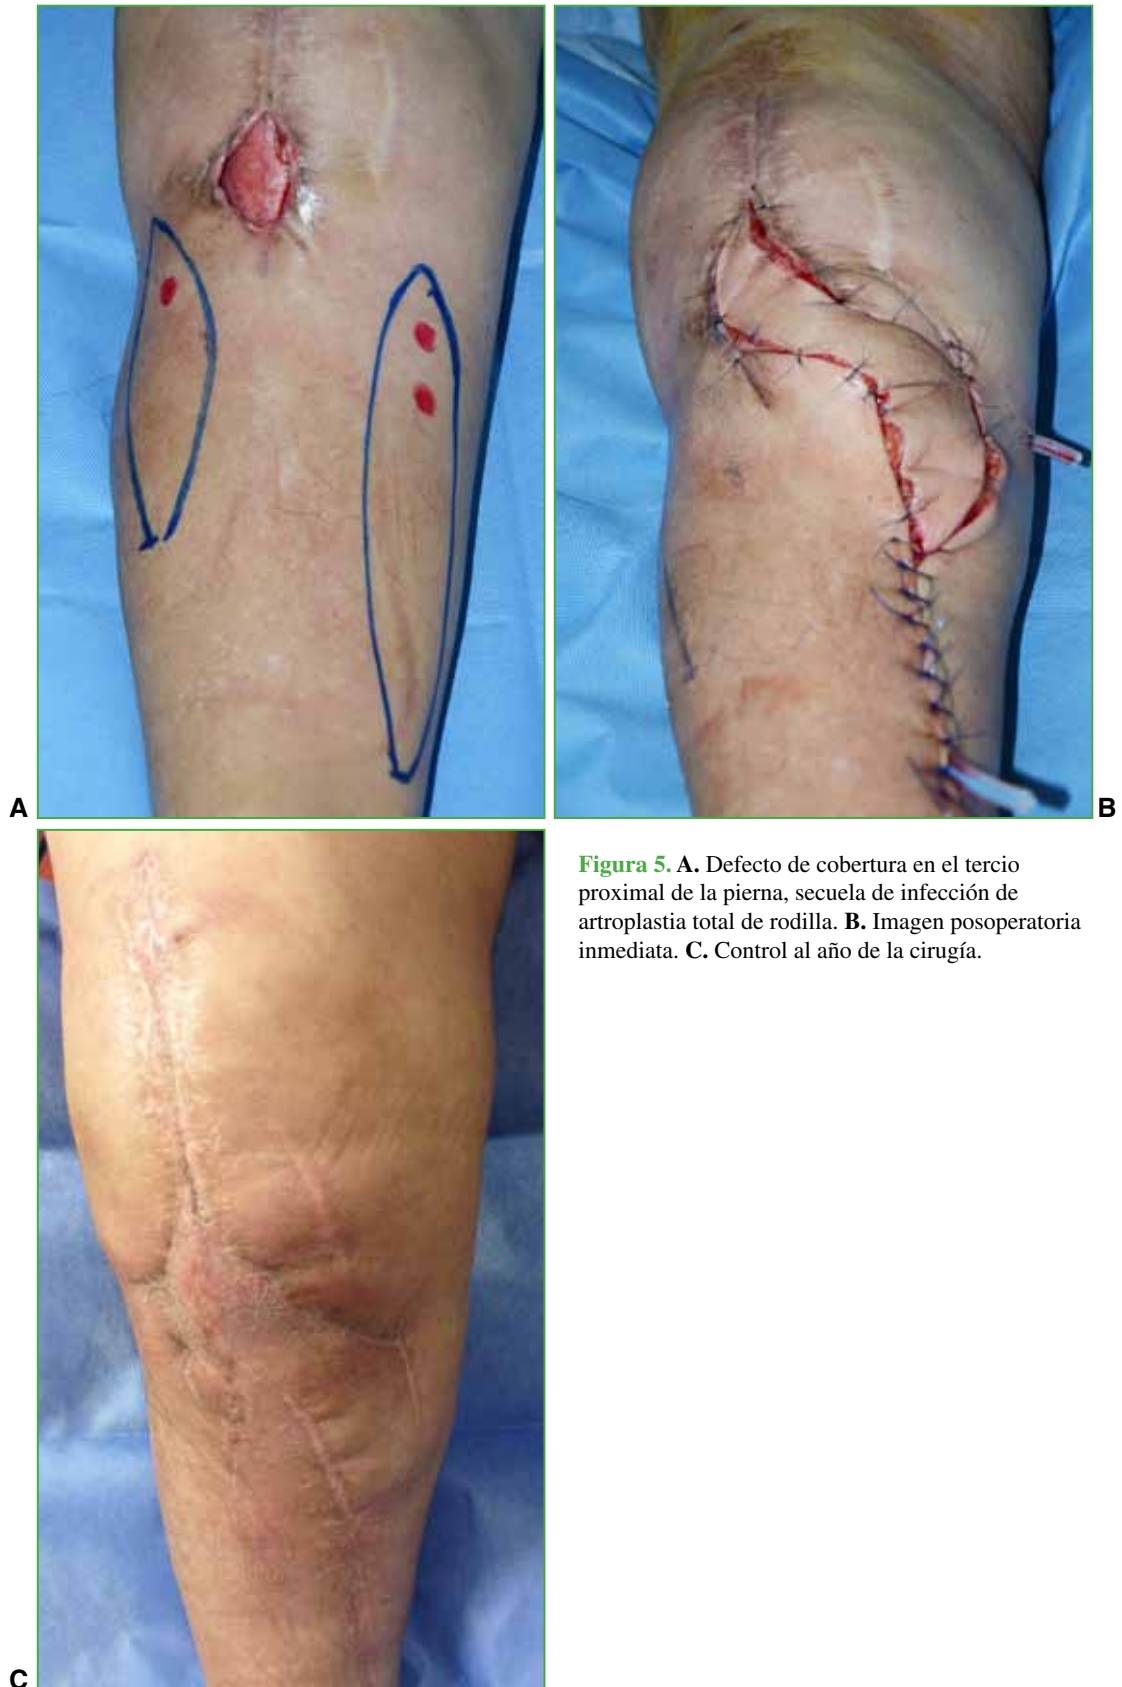 A
B
Figura 5. A. Defecto de cobertura en el tercio
proximal de la pierna, secuela de infección de
artroplastia total de rodilla. B. Imagen posoperatoria
inmediata. C. Control al año de la cirugía.
C